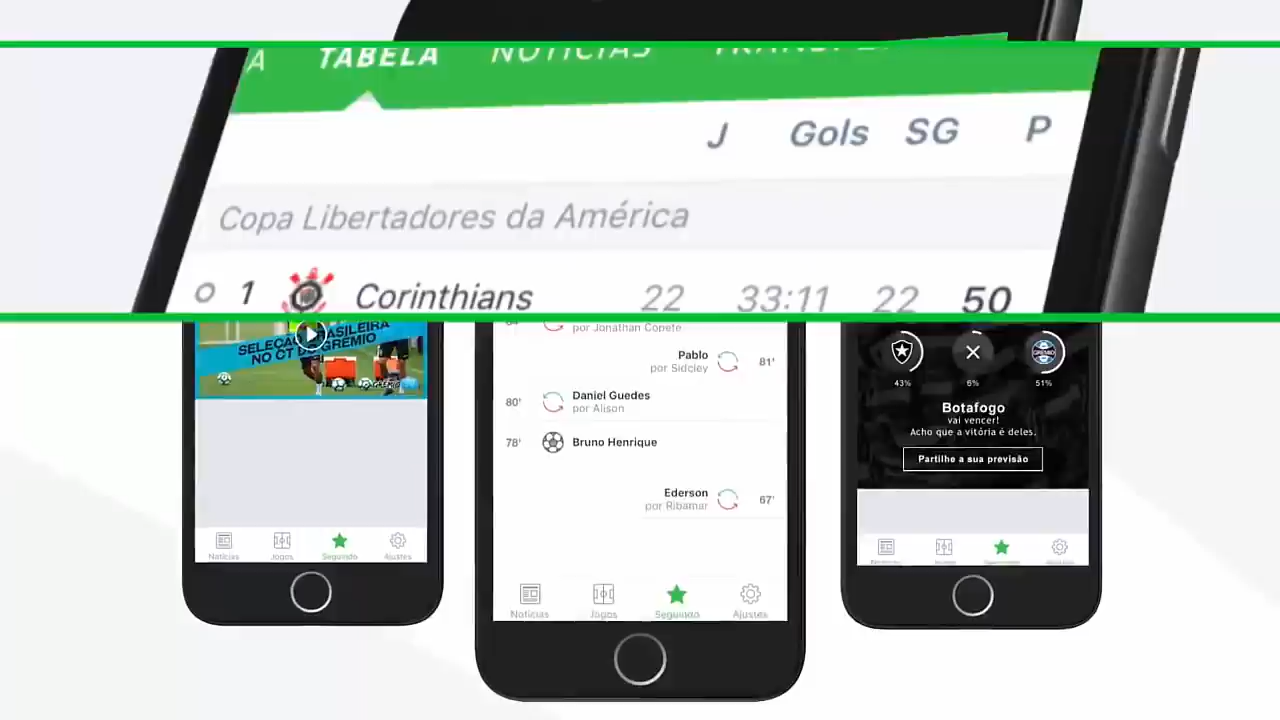 A TABELA NOTÍCIAS
J Gols SG P
Copa Libertadores da América
1 Corinthians 22 33:11 22 50
SELEÇÃO BRASILEIRA
NO CT DO GRÊMIO
Notícias Jogos Seguindo Ajustes
por Jonathan Copete
Pablo
por Sidcley
81'
80'
Daniel Guedes
por Alison
78'
Bruno Henrique
Ederson
por Ribamar
67'
Notícias Jogos Seguindo Ajustes
GRÊMIO
43% 6% 51%
Botafogo
vai vencer!
Acho que a vitória é deles.
Partilhe a sua previsão